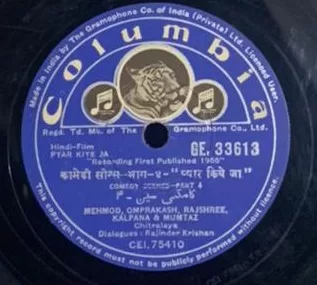 Made in India by The Gramophone Co. of India (Private) Ltd. Licensed User.
Columbia
Regd. Td. Mk. of The Gramophone Co., Ltd.
Hindi-Film
PYAR KIYE JA
GE. 33613
"Recording First Published 1966"
कामेडी सीन्स-भाग-४-"प्यार किये जा"
COMEDY SCENES-PART 4
کامیڈی سین-۴
MEHMOOD, OMPRAKASH, RAJSHREE,
KALPANA & MUMTAZ
Chitralaya
Dialogues: Rajinder Krishan
CEI.75410
This copyright record must not be publicly performed without licence.